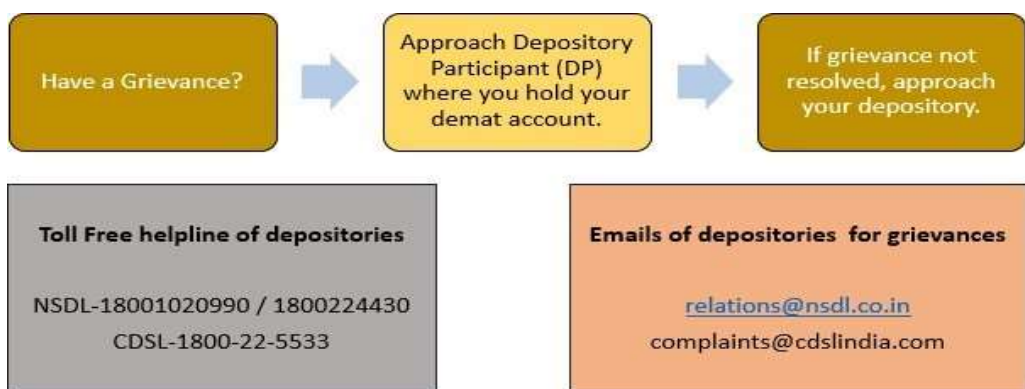 Have a Grievance?
Approach Depository
Participant (DP)
where you hold your
demat account.
If grievance not
resolved, approach
your depository.
Toll Free helpline of depositories
NSDL-18001020990 / 1800224430
CDSL-1800-22-5533
Emails of depositories for grievances
relations@nsdl.co.in
complaints@cdslindia.com